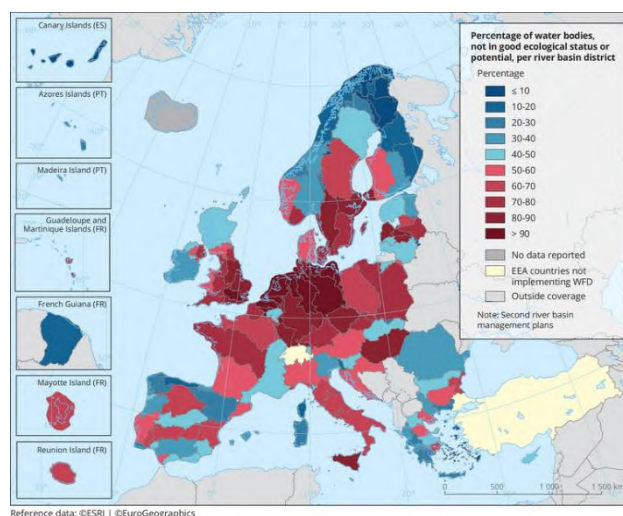 Canary Islands (ES)
Azores Islands (PT)
Madeira Island (PT)
Guadeloupe and
Martinique Islands (FR)
French Guiana (FR)
Mayotte Island (FR)
Reunion Island (FR)
Percentage of water bodies,
not in good ecological status or
potential, per river basin district
Percentage
≤ 10
10-20
20-30
30-40
40-50
50-60
60-70
70-80
80-90
> 90
No data reported
EEA countries not
implementing WFD
Outside coverage
Note: Second river basin
management plans
0 500 1 000 1 500 km
Reference data: ©ESRI | ©EuroGeographics